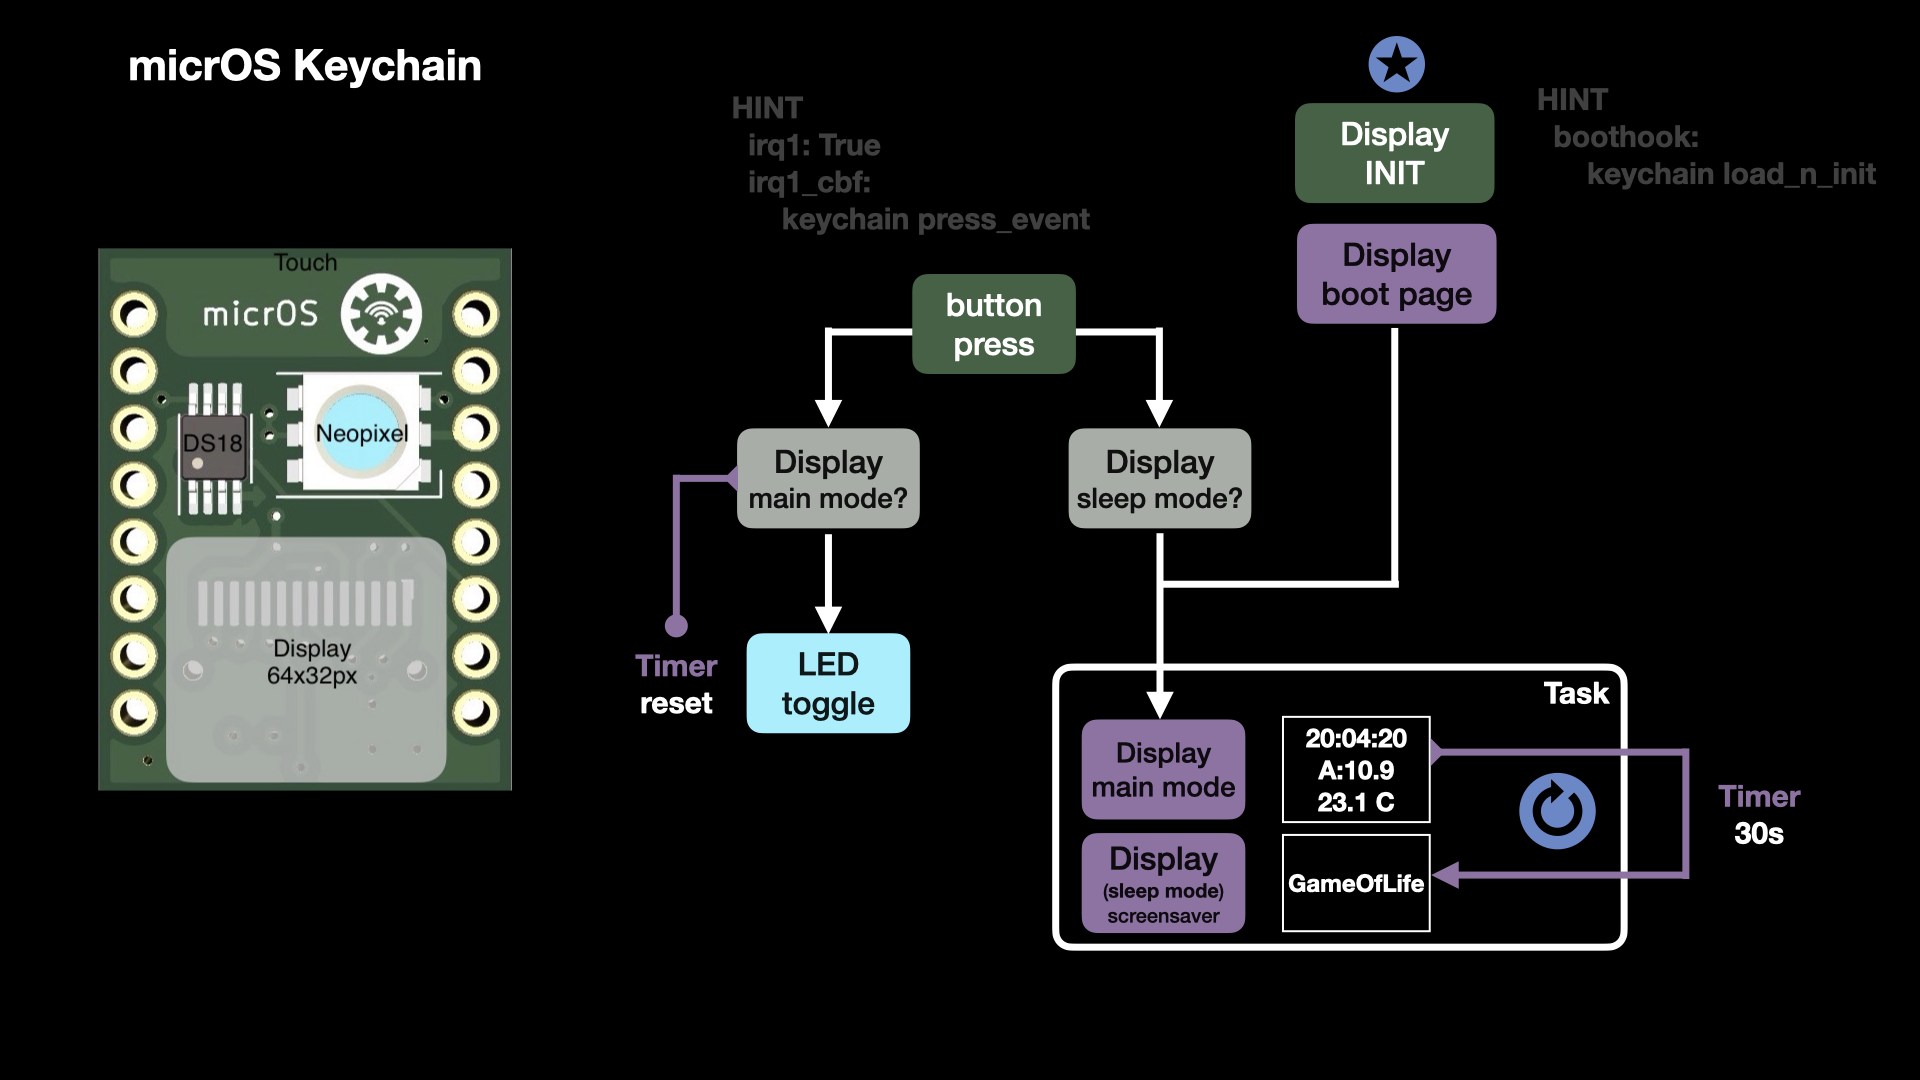 micrOS Keychain
HINT
irq1: True
irq1_cbf:
keychain press_event
Display
INIT
HINT
boothook:
keychain load_n_init
Display
boot page
Touch
micrOS
DS18
Neopixel
Display
64x32px
button
press
Display
main mode?
Display
sleep mode?
Timer
reset
LED
toggle
Task
Display
main mode
20:04:20
A:10.9
23.1 C
Display
(sleep mode)
screensaver
GameOfLife
Timer
30s